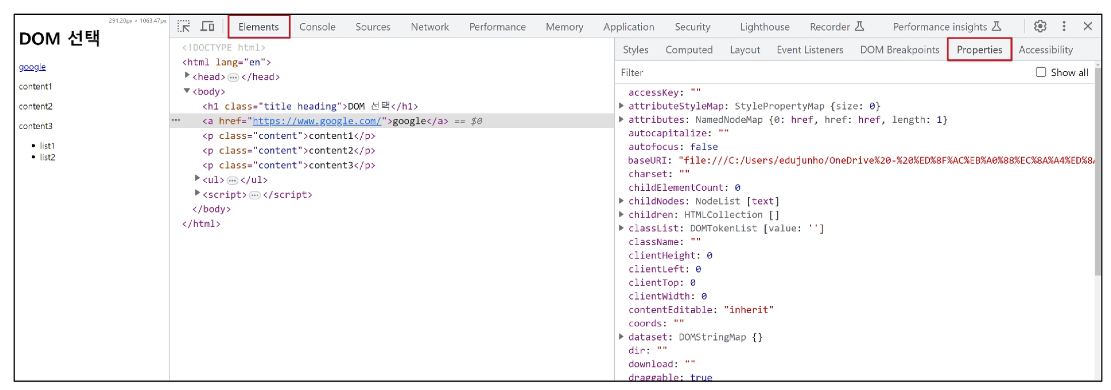 291.20px × 1063.47px
DOM 선택
google
content1
content2
content3
list1
list2
Elements Console Sources Network Performance Memory Application Security Lighthouse Recorder Performance insights
<!DOCTYPE html>
<html lang="en">
<head>⋯</head>
<body>
<h1 class="title heading">DOM 선택</h1>
⋯ <a href="https://www.google.com/">google</a> == $0
<p class="content">content1</p>
<p class="content">content2</p>
<p class="content">content3</p>
<ul>⋯</ul>
<script>⋯</script>
</body>
</html>
Styles Computed Layout Event Listeners DOM Breakpoints Properties Accessibility
Filter Show all
accessKey: ""
attributeStyleMap: StylePropertyMap {size: 0}
attributes: NamedNodeMap {0: href, href: href, length: 1}
autocapitalize: ""
autofocus: false
baseURI: "file:///C:/Users/edujunho/OneDrive%20-%20%ED%8F%AC%EB%A0%88%EC%8A%A4%ED%8A
charset: ""
childElementCount: 0
childNodes: NodeList [text]
children: HTMLCollection []
classList: DOMTokenList [value: '']
className: ""
clientHeight: 0
clientLeft: 0
clientTop: 0
clientWidth: 0
contentEditable: "inherit"
coords: ""
dataset: DOMStringMap {}
dir: ""
download: ""
draggable: true